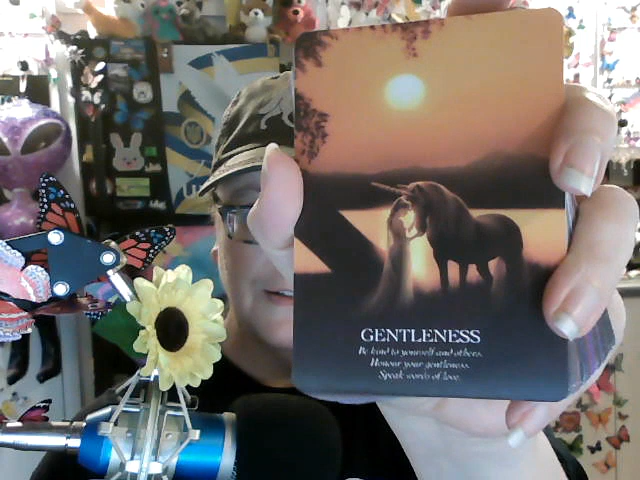 GENTLENESS
Be kind to yourself and others.
Honour your gentleness.
Speak words of love.